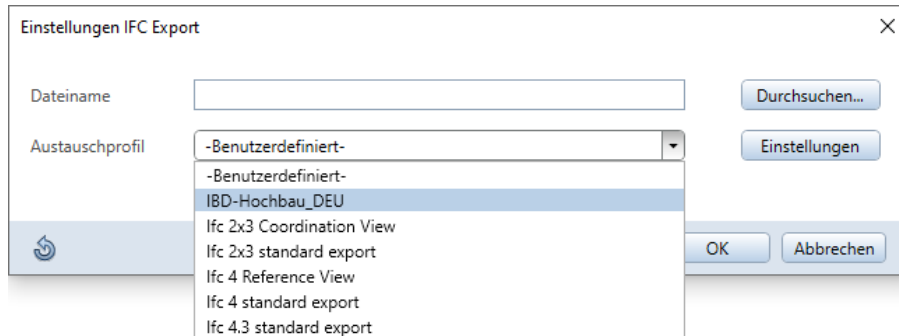 Einstellungen IFC Export
Dateiname
Durchsuchen...
Austauschprofil
-Benutzerdefiniert-
Einstellungen
-Benutzerdefiniert-
IBD-Hochbau_DEU
Ifc 2x3 Coordination View
Ifc 2x3 standard export
Ifc 4 Reference View
Ifc 4 standard export
Ifc 4.3 standard export
OK
Abbrechen